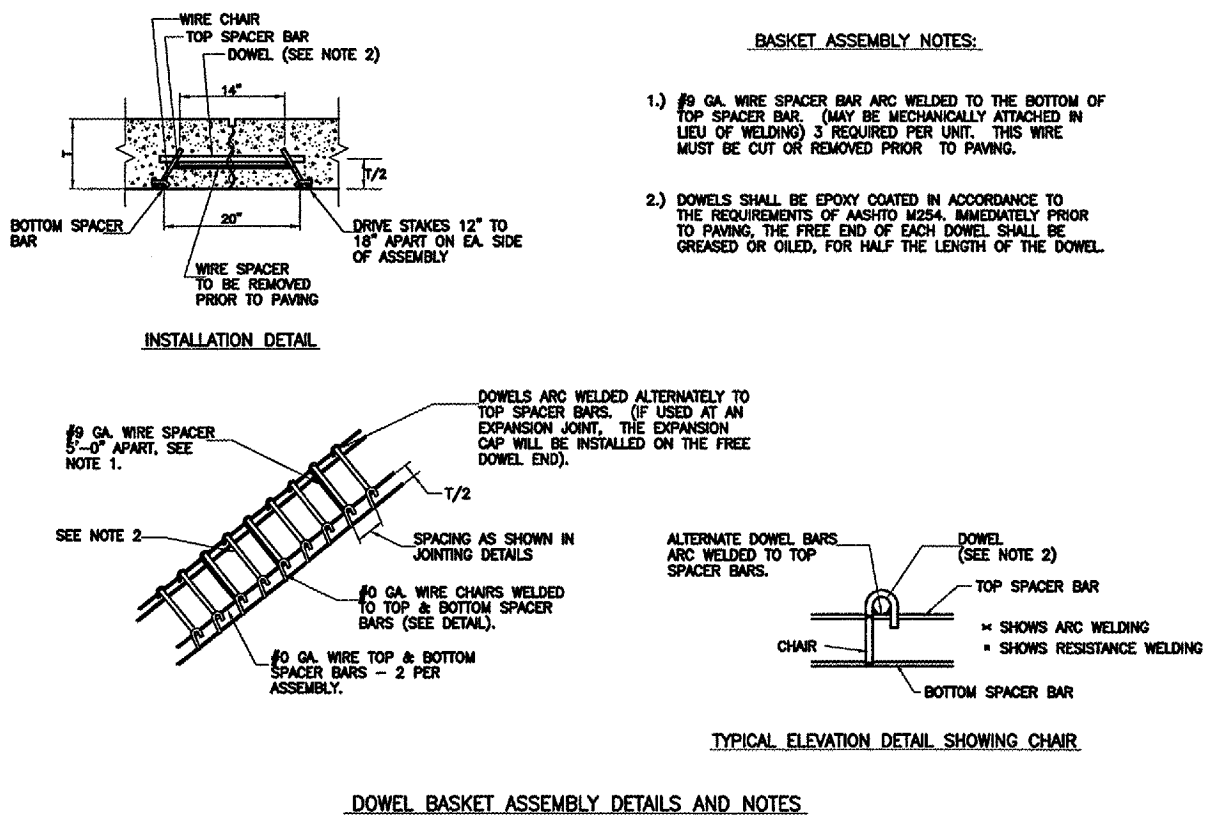 WIRE CHAIR
TOP SPACER BAR
DOWEL (SEE NOTE 2)
14"
T
T/2
BOTTOM SPACER
BAR
20"
DRIVE STAKES 12" TO
18" APART ON EA. SIDE
OF ASSEMBLY
WIRE SPACER
TO BE REMOVED
PRIOR TO PAVING
INSTALLATION DETAIL
BASKET ASSEMBLY NOTES:
1.) #9 GA. WIRE SPACER BAR ARC WELDED TO THE BOTTOM OF
TOP SPACER BAR. (MAY BE MECHANICALLY ATTACHED IN
LIEU OF WELDING) 3 REQUIRED PER UNIT. THIS WIRE
MUST BE CUT OR REMOVED PRIOR TO PAVING.
2.) DOWELS SHALL BE EPOXY COATED IN ACCORDANCE TO
THE REQUIREMENTS OF AASHTO M254. IMMEDIATELY PRIOR
TO PAVING, THE FREE END OF EACH DOWEL SHALL BE
GREASED OR OILED, FOR HALF THE LENGTH OF THE DOWEL.
DOWELS ARC WELDED ALTERNATELY TO
TOP SPACER BARS. (IF USED AT AN
EXPANSION JOINT, THE EXPANSION
CAP WILL BE INSTALLED ON THE FREE
DOWEL END).
#9 GA. WIRE SPACER
5'-0" APART, SEE
NOTE 1.
T/2
SEE NOTE 2
SPACING AS SHOWN IN
JOINTING DETAILS
#0 GA. WIRE CHAIRS WELDED
TO TOP & BOTTOM SPACER
BARS (SEE DETAIL).
#0 GA. WIRE TOP & BOTTOM
SPACER BARS - 2 PER
ASSEMBLY.
ALTERNATE DOWEL BARS
ARC WELDED TO TOP
SPACER BARS.
DOWEL
(SEE NOTE 2)
TOP SPACER BAR
× SHOWS ARC WELDING
▪ SHOWS RESISTANCE WELDING
CHAIR
BOTTOM SPACER BAR
TYPICAL ELEVATION DETAIL SHOWING CHAIR
DOWEL BASKET ASSEMBLY DETAILS AND NOTES